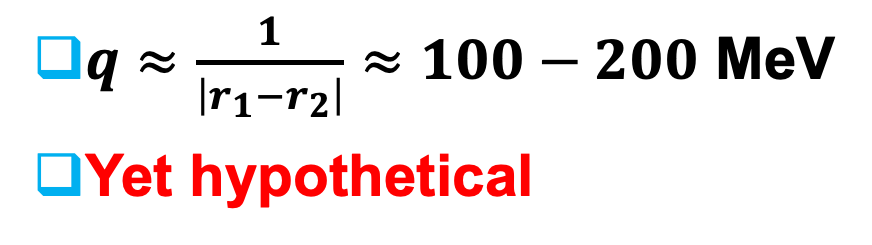 ❑q ≈ 1/|r₁−r₂| ≈ 100 − 200 MeV
❑Yet hypothetical